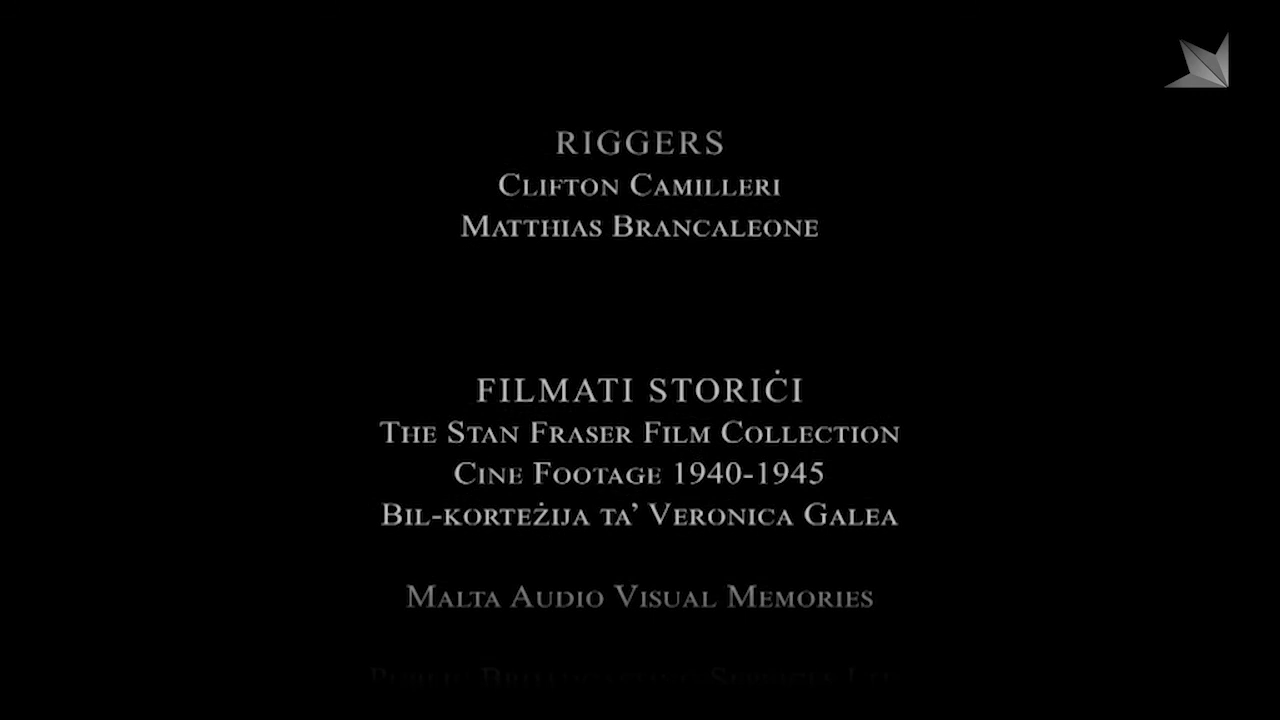 RIGGERS
CLIFTON CAMILLERI
MATTHIAS BRANCALEONE
FILMATI STORIĊI
THE STAN FRASER FILM COLLECTION
CINE FOOTAGE 1940-1945
BIL-KORTEŻIJA TA’ VERONICA GALEA
MALTA AUDIO VISUAL MEMORIES